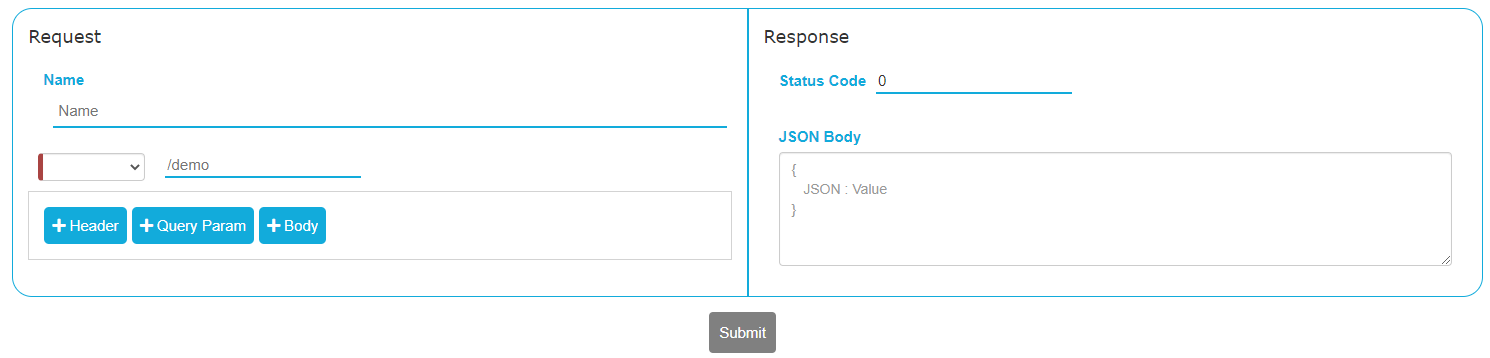 Request
Name
Name
/demo
Header
Query Param
Body
Response
Status Code 0
JSON Body
{
JSON : Value
}
Submit